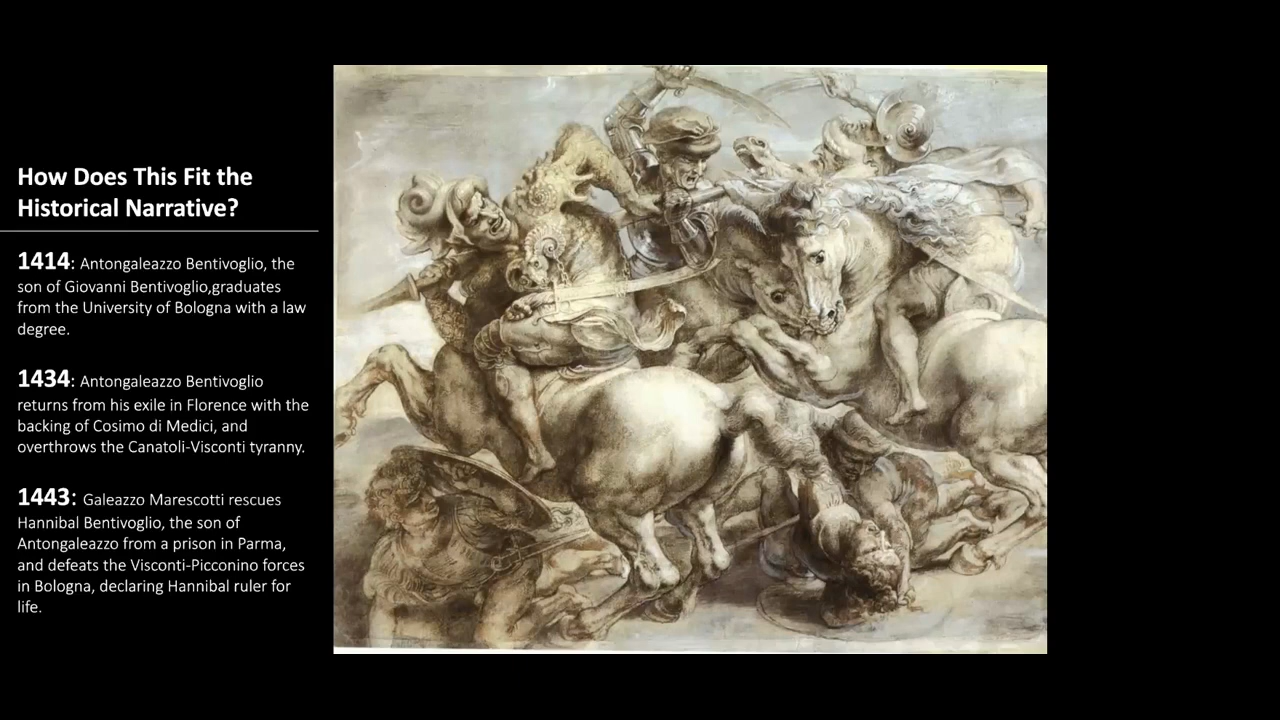 How Does This Fit the
Historical Narrative?
1414: Antongaleazzo Bentivoglio, the
son of Giovanni Bentivoglio,graduates
from the University of Bologna with a law
degree.
1434: Antongaleazzo Bentivoglio
returns from his exile in Florence with the
backing of Cosimo di Medici, and
overthrows the Canatoli-Visconti tyranny.
1443: Galeazzo Marescotti rescues
Hannibal Bentivoglio, the son of
Antongaleazzo from a prison in Parma,
and defeats the Visconti-Picconino forces
in Bologna, declaring Hannibal ruler for
life.